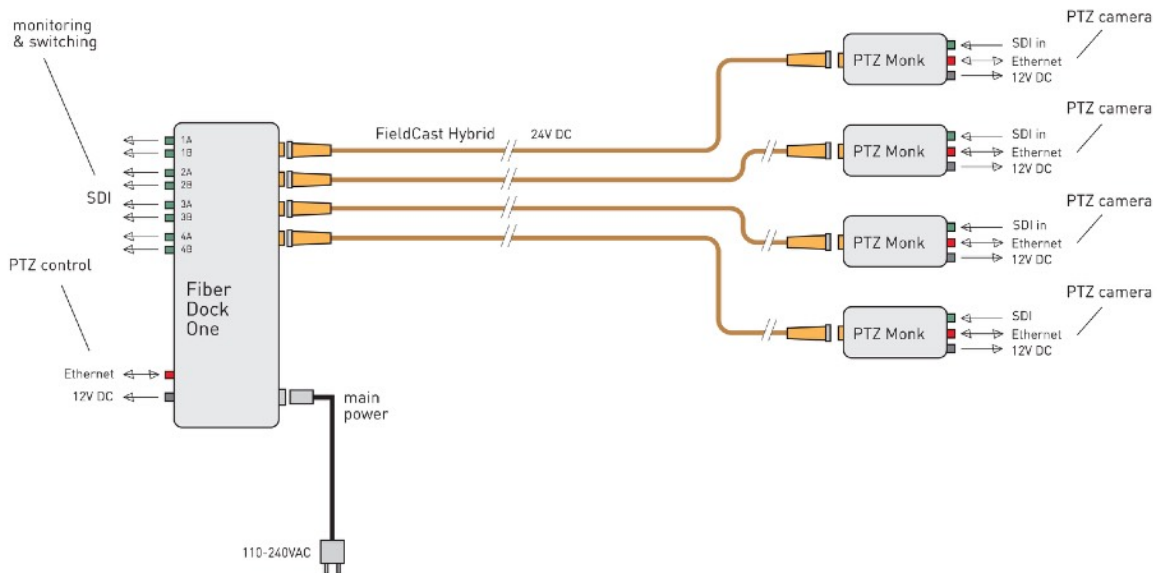 monitoring
& switching
SDI
1A
1B
2A
2B
3A
3B
4A
4B
PTZ control
Fiber
Dock
One
Ethernet
12V DC
main
power
110-240VAC
FieldCast Hybrid
24V DC
PTZ Monk
SDI in
Ethernet
12V DC
PTZ camera
PTZ Monk
SDI in
Ethernet
12V DC
PTZ camera
PTZ Monk
SDI in
Ethernet
12V DC
PTZ camera
PTZ Monk
SDI
Ethernet
12V DC
PTZ camera